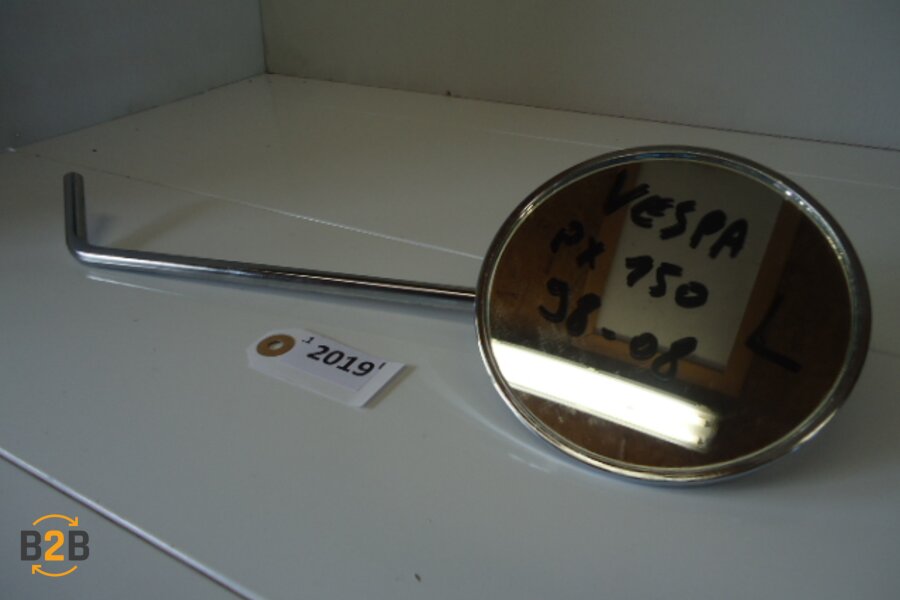 VESPA
PX 150
98-08 L
2019
B2B